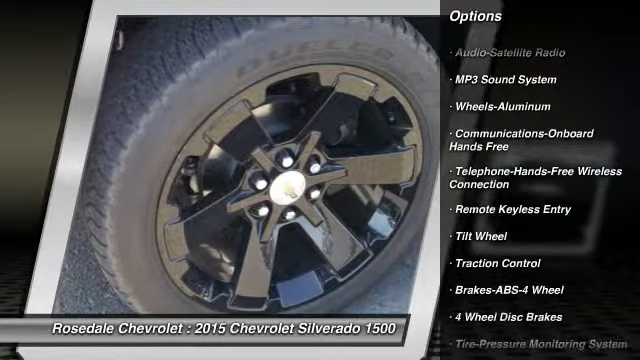 Options
· Audio-Satellite Radio
· MP3 Sound System
· Wheels-Aluminum
· Communications-Onboard
Hands Free
· Telephone-Hands-Free Wireless
Connection
· Remote Keyless Entry
· Tilt Wheel
· Traction Control
· Brakes-ABS-4 Wheel
· 4 Wheel Disc Brakes
· Tire-Pressure Monitoring System
Rosedale Chevrolet : 2015 Chevrolet Silverado 1500